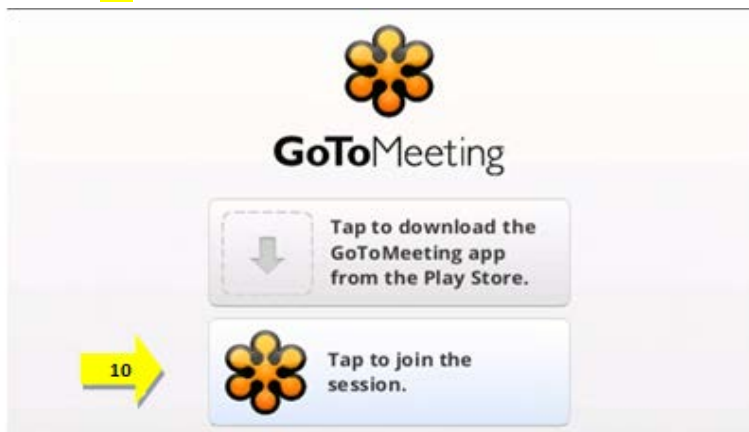 GoToMeeting
Tap to download the
GoToMeeting app
from the Play Store.
10
Tap to join the
session.